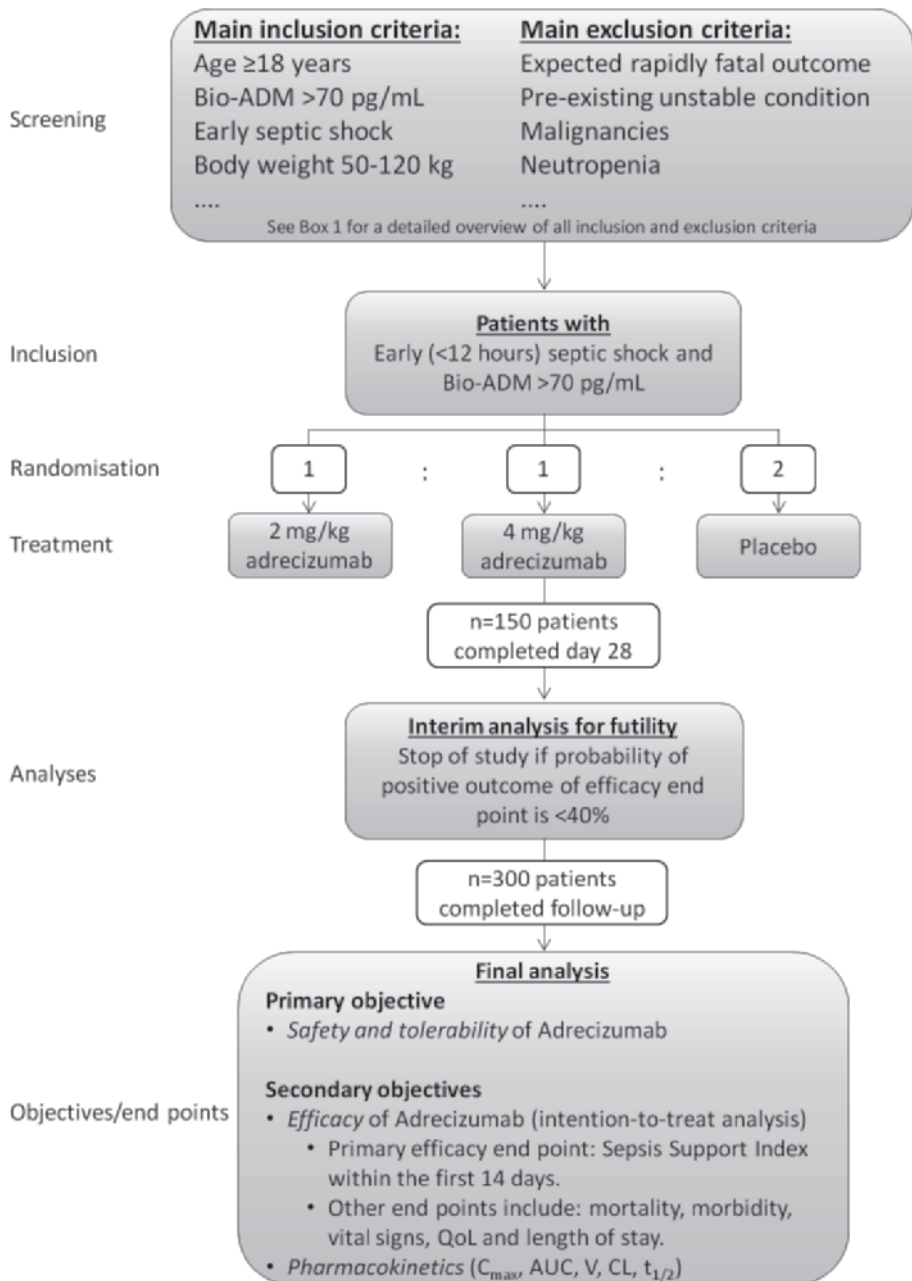 Screening
Main inclusion criteria:
Age ≥18 years
Bio-ADM >70 pg/mL
Early septic shock
Body weight 50-120 kg
....
Main exclusion criteria:
Expected rapidly fatal outcome
Pre-existing unstable condition
Malignancies
Neutropenia
....
See Box 1 for a detailed overview of all inclusion and exclusion criteria
Inclusion
Patients with
Early (<12 hours) septic shock and
Bio-ADM >70 pg/mL
Randomisation
1 : 1 : 2
Treatment
2 mg/kg
adrecizumab
4 mg/kg
adrecizumab
Placebo
n=150 patients
completed day 28
Analyses
Interim analysis for futility
Stop of study if probability of
positive outcome of efficacy end
point is <40%
n=300 patients
completed follow-up
Objectives/end points
Final analysis
Primary objective
• Safety and tolerability of Adrecizumab
Secondary objectives
• Efficacy of Adrecizumab (intention-to-treat analysis)
• Primary efficacy end point: Sepsis Support Index
within the first 14 days.
• Other end points include: mortality, morbidity,
vital signs, QoL and length of stay.
• Pharmacokinetics (Cmax, AUC, V, CL, t1/2)